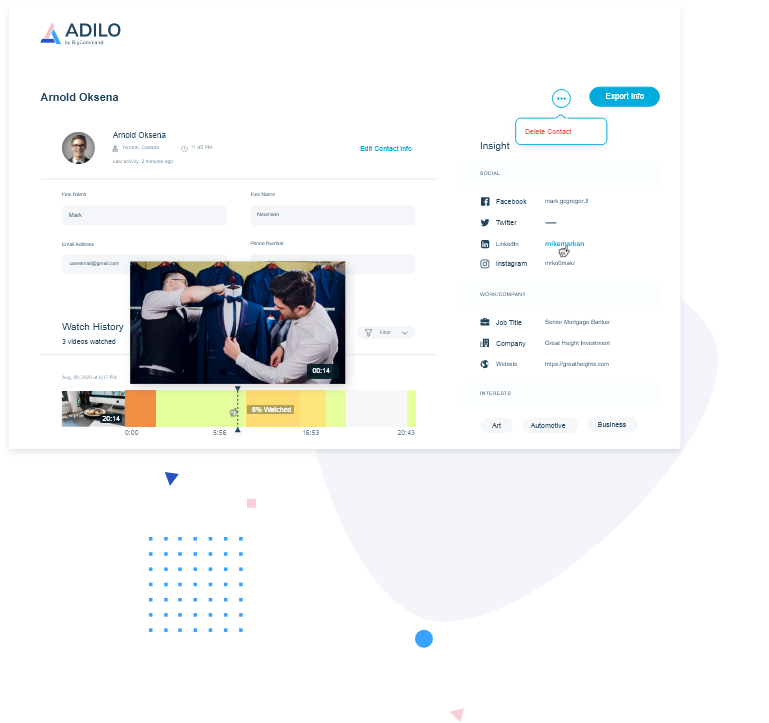 ADILO
by BigCommand
Arnold Oksena
Export Info
Delete Contact
Arnold Oksena
Toronto, Canada
11:45 PM
Last activity: 2 minutes ago
Edit Contact Info
First Name
First Name
Mark
Neumann
Email Address
Phone Number
useremail@gmail.com
Watch History
3 videos watched
Filter
00:14
Aug, 09, 2020 at 6:17 PM
20:14
8% Watched
0:00
5:56
16:53
20:43
Insight
SOCIAL
Facebook
mark.gcgregor.3
Twitter
LinkedIn
mikemarkan
Instagram
mrko0makr
WORK/COMPANY
Job Title
Senior Mortgage Banker
Company
Great Height Investment
Website
https://greatheights.com
INTERESTS
Art
Automotive
Business